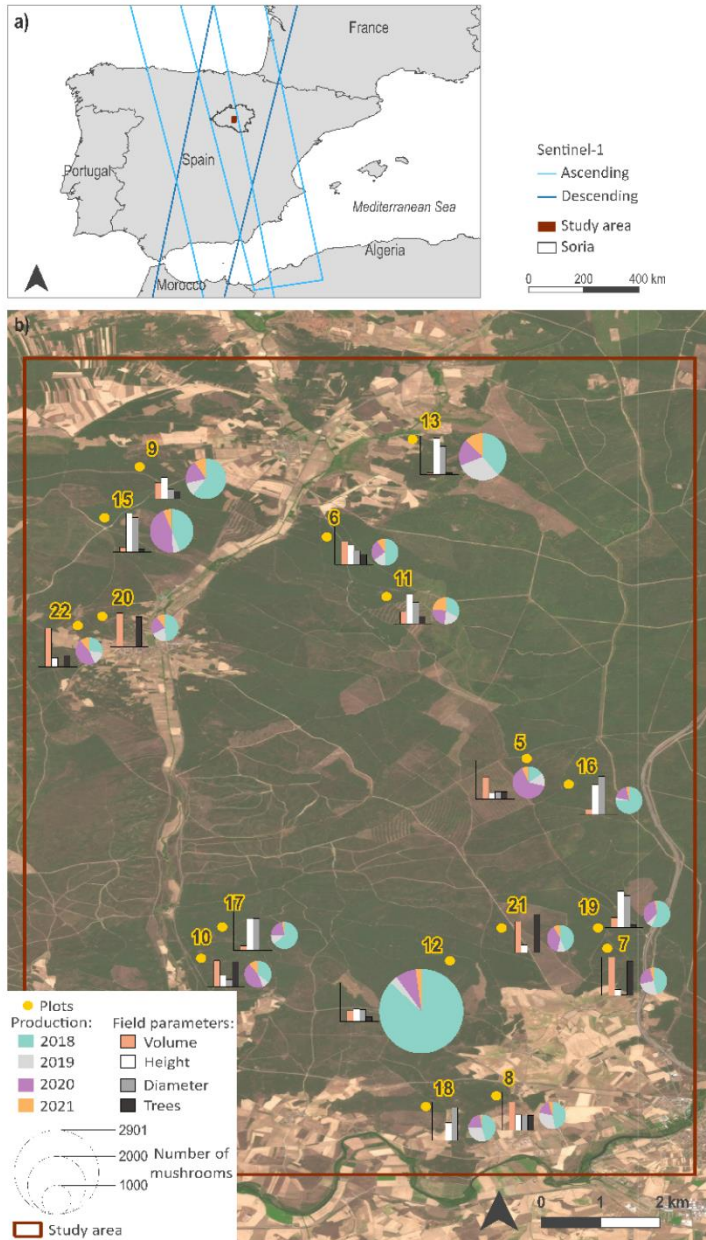 a)
France
Portugal
Spain
Mediterranean Sea
Algeria
Morocco
Sentinel-1
Ascending
Descending
Study area
Soria
0 200 400 km
b)
13
9
15
6
11
22
20
5
16
17
21
19
10
12
7
18
8
Plots
Production:
2018
2019
2020
2021
Field parameters:
Volume
Height
Diameter
Trees
2901
2000
1000
Number of
mushrooms
Study area
0 1 2 km